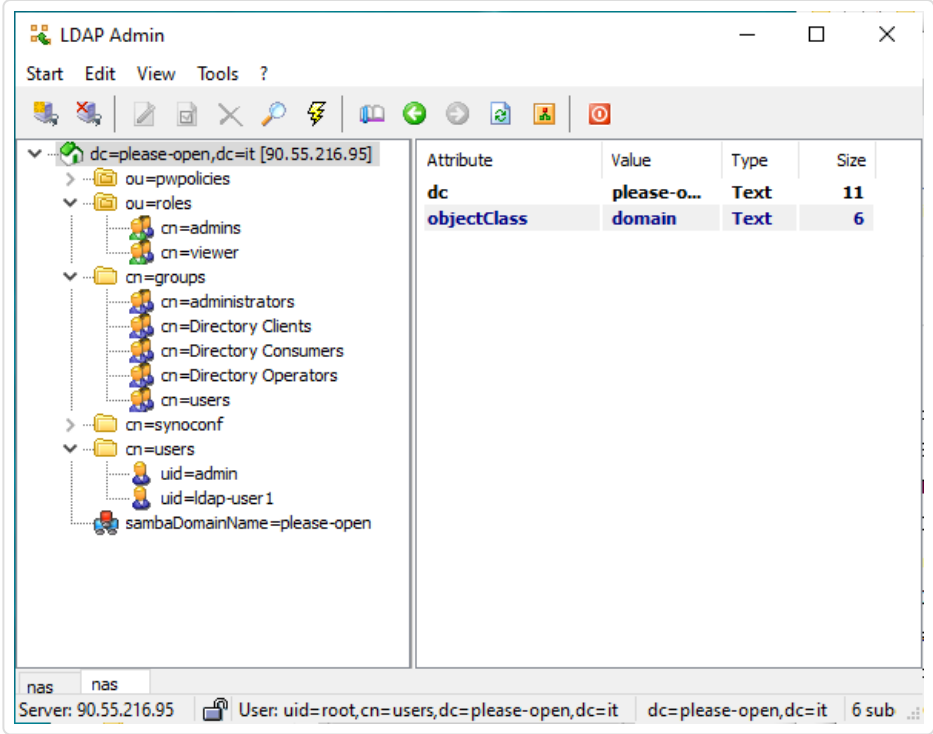 LDAP Admin
Start Edit View Tools ?
dc=please-open,dc=it [90.55.216.95]
ou=pwpolicies
ou=roles
cn=admins
cn=viewer
cn=groups
cn=administrators
cn=Directory Clients
cn=Directory Consumers
cn=Directory Operators
cn=users
cn=synoconf
cn=users
uid=admin
uid=ldap-user1
sambaDomainName=please-open
Attribute Value Type Size
dc please-o... Text 11
objectClass domain Text 6
nas nas
Server: 90.55.216.95 User: uid=root,cn=users,dc=please-open,dc=it dc=please-open,dc=it 6 sub